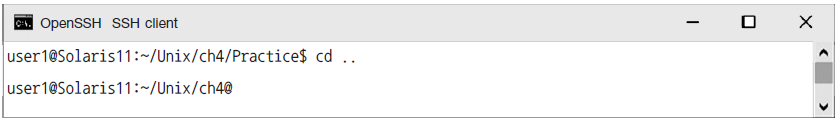 OpenSSH SSH client
user1@Solaris11:~/Unix/ch4/Practice$ cd ..
user1@Solaris11:~/Unix/ch4@